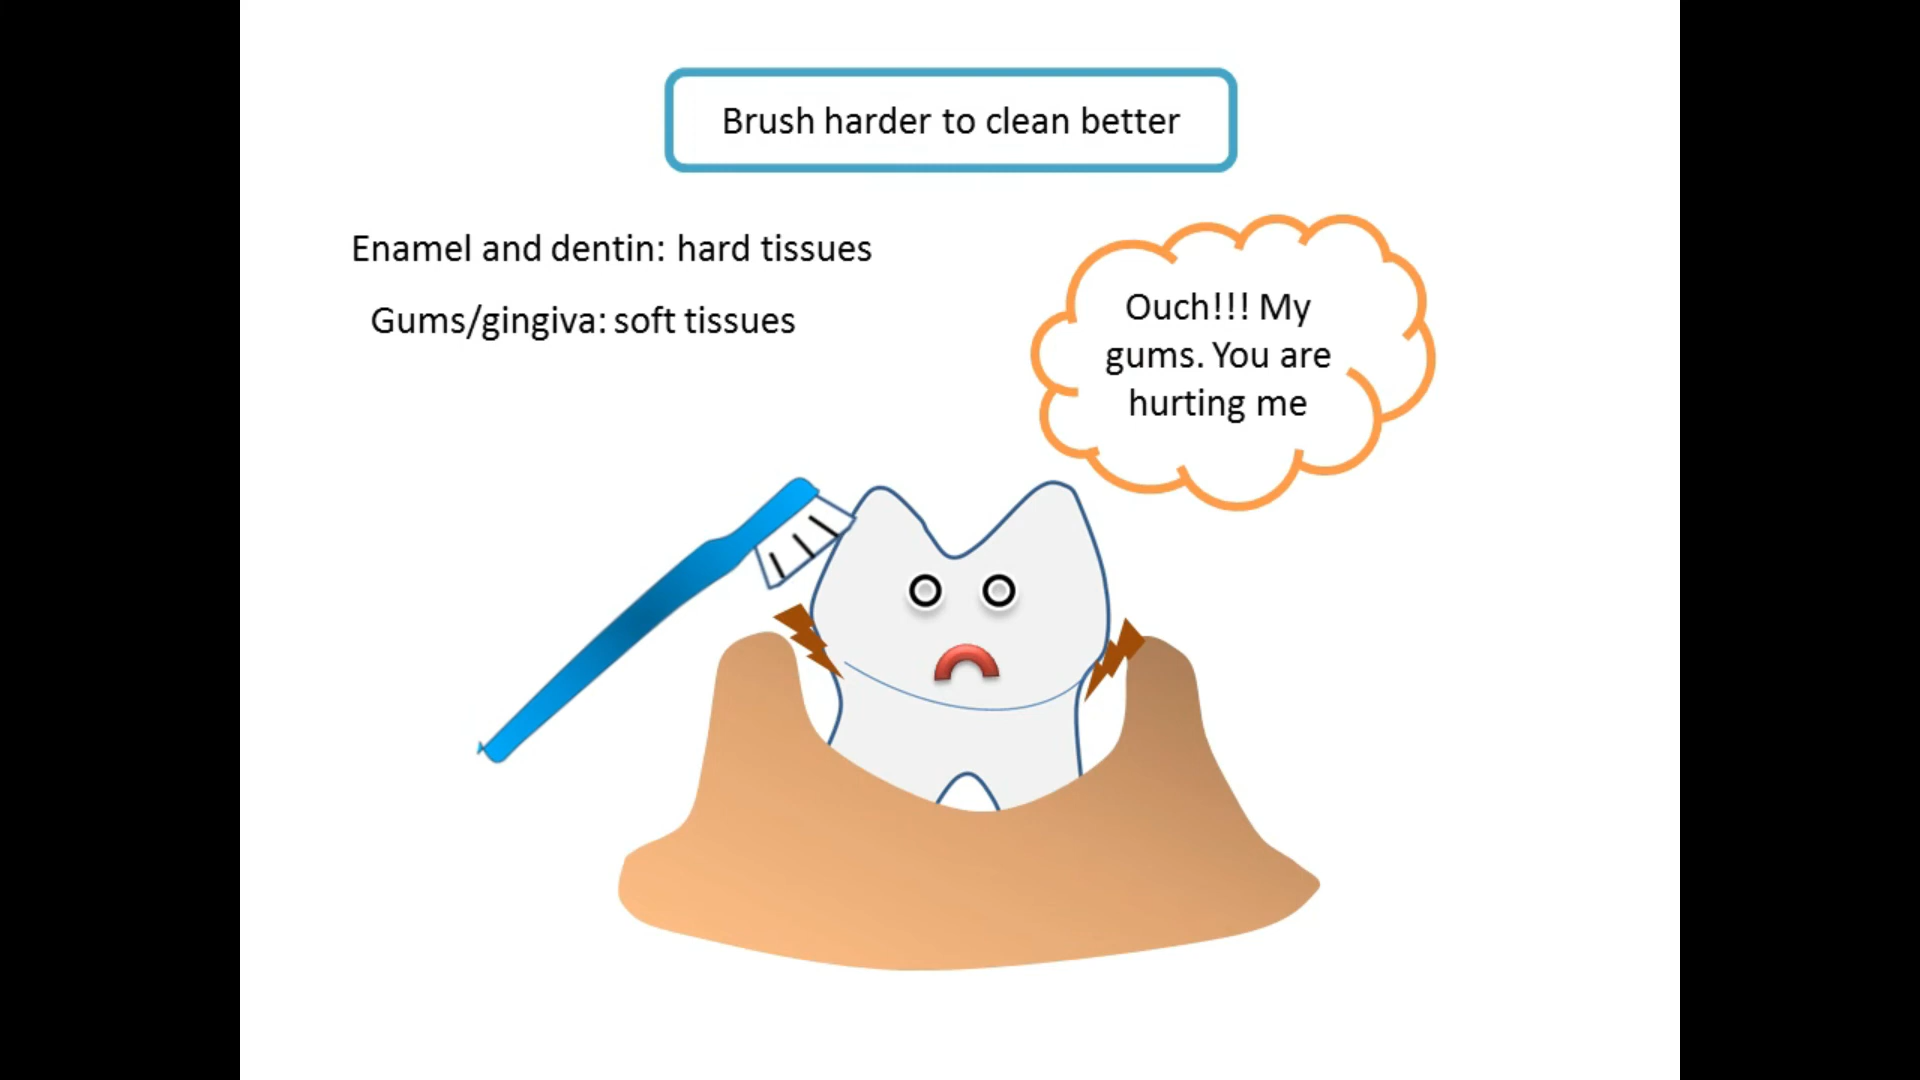 Brush harder to clean better
Enamel and dentin: hard tissues
Gums/gingiva: soft tissues
Ouch!!! My
gums. You are
hurting me